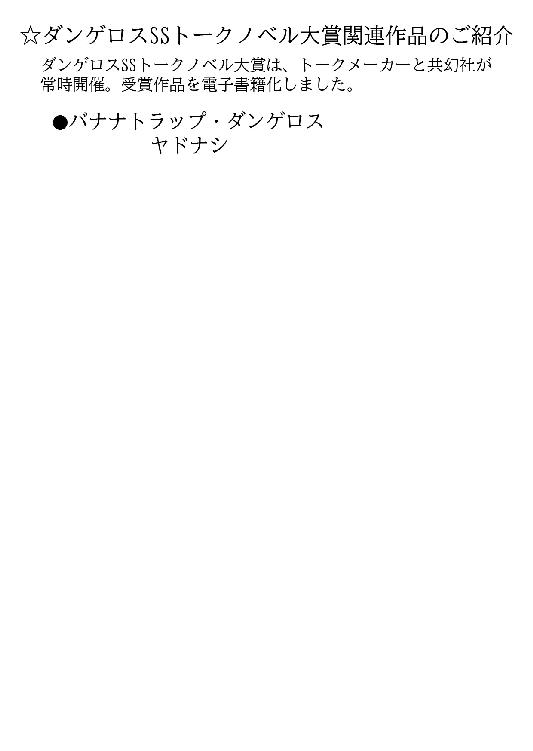 ☆ダンゲロスSSトークノベル大賞関連作品のご紹介
ダンゲロスSSトークノベル大賞は、トークメーカーと共幻社が
常時開催。受賞作品を電子書籍化しました。
●バナナトラップ・ダンゲロス
ヤドナシ